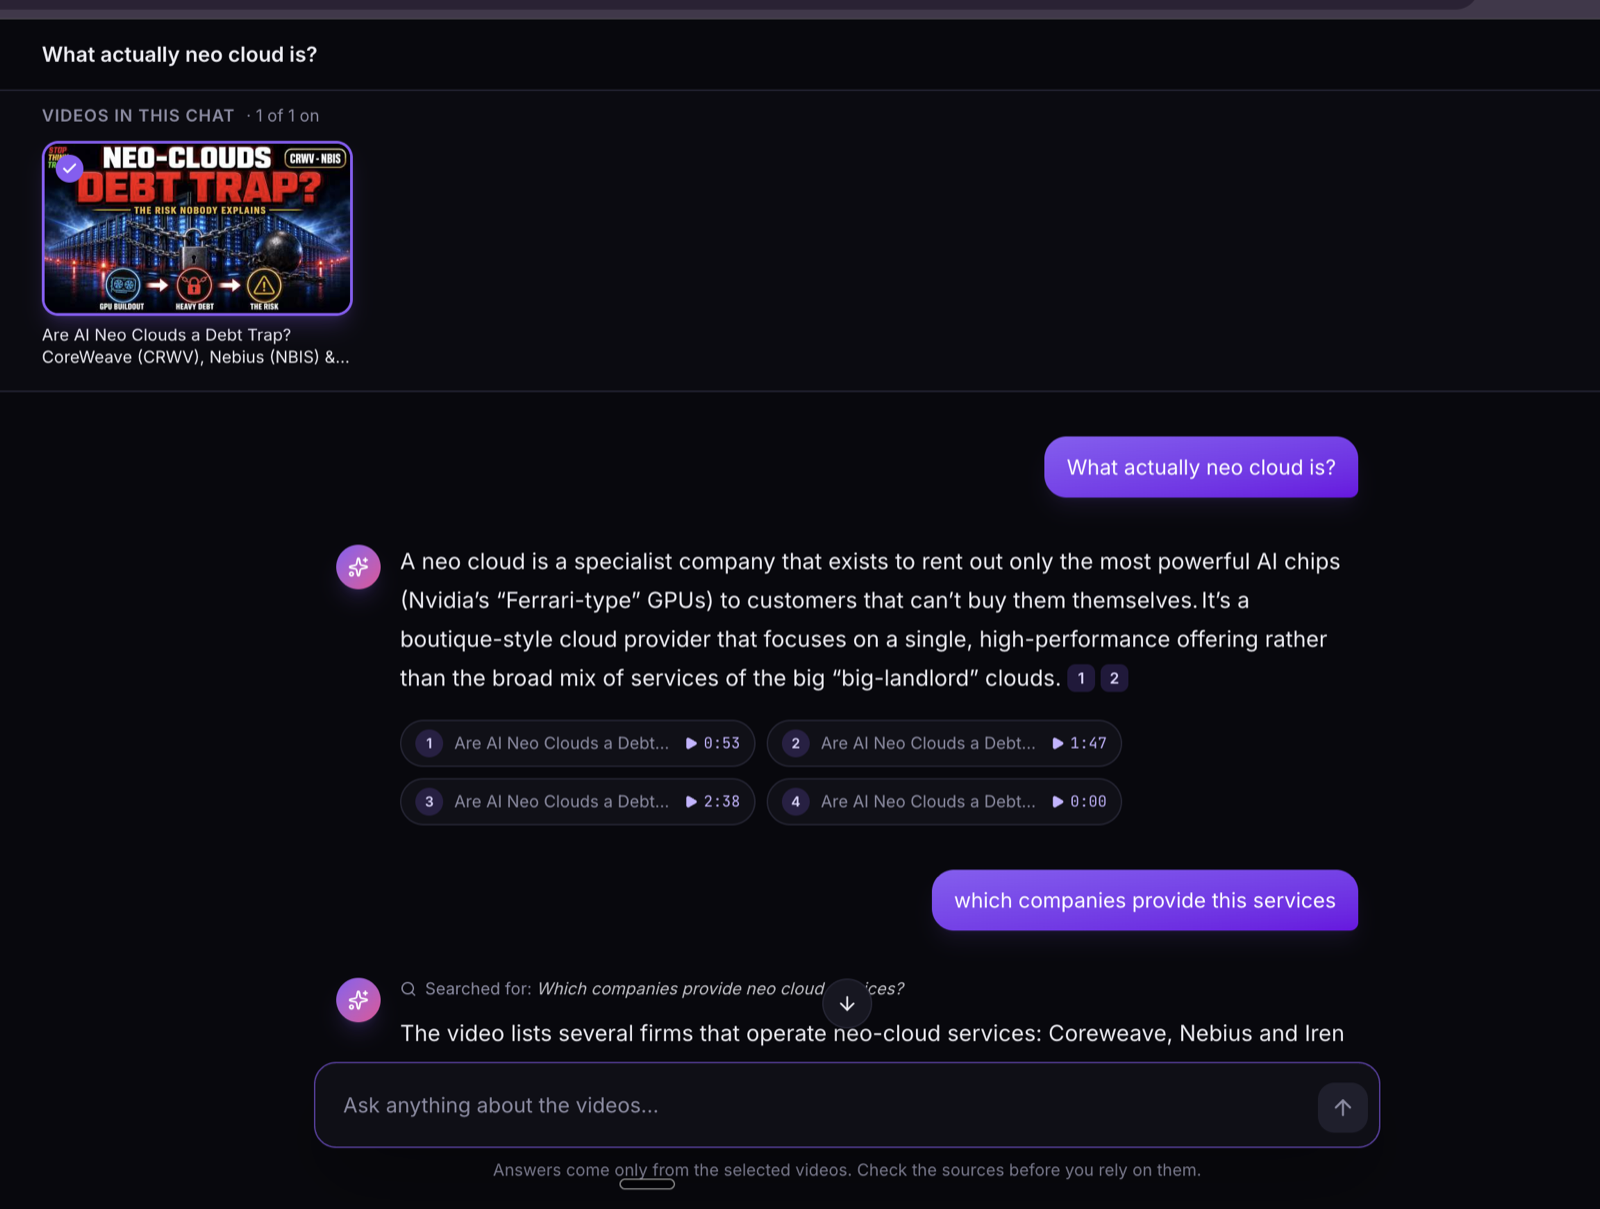 What actually neo cloud is?
VIDEOS IN THIS CHAT · 1 of 1 on
STOP
NEO-CLOUDS
CRWV - NBIS
DEBT TRAP?
THE RISK NOBODY EXPLAINS
GPU BUILDOUT
HEAVY DEBT
THE RISK
Are AI Neo Clouds a Debt Trap?
CoreWeave (CRWV), Nebius (NBIS) &...
What actually neo cloud is?
A neo cloud is a specialist company that exists to rent out only the most powerful AI chips
(Nvidia's “Ferrari-type” GPUs) to customers that can't buy them themselves. It's a
boutique-style cloud provider that focuses on a single, high-performance offering rather
than the broad mix of services of the big “big-landlord” clouds. 1 2
1 Are AI Neo Clouds a Debt... 0:53
2 Are AI Neo Clouds a Debt... 1:47
3 Are AI Neo Clouds a Debt... 2:38
4 Are AI Neo Clouds a Debt... 0:00
which companies provide this services
Searched for: Which companies provide neo cloud
The video lists several firms that operate neo-cloud services: Coreweave, Nebius and Iren
Ask anything about the videos...
Answers come only from the selected videos. Check the sources before you rely on them.